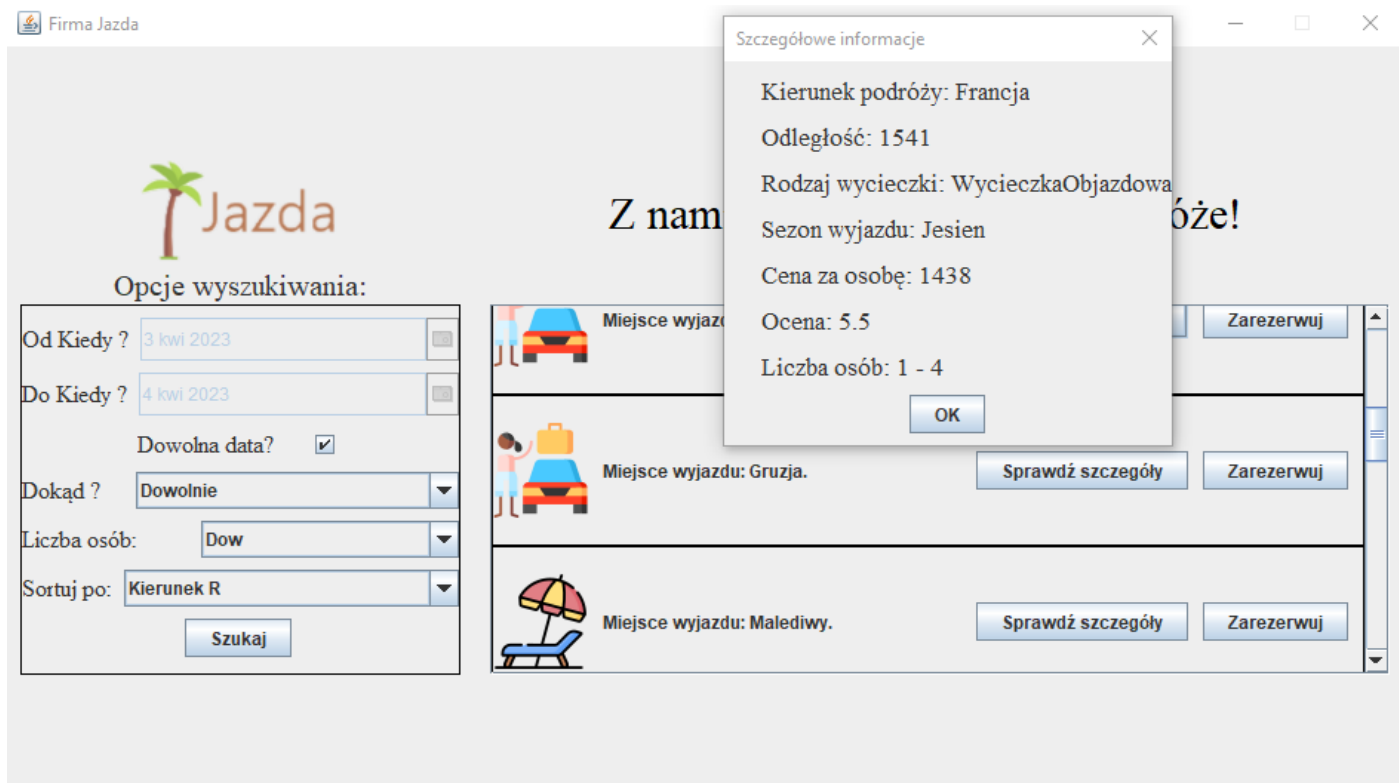 Firma Jazda
Szczegółowe informacje
Kierunek podróży: Francja
Odległość: 1541
Rodzaj wycieczki: WycieczkaObjazdowa
Sezon wyjazdu: Jesien
Cena za osobę: 1438
Ocena: 5.5
Liczba osób: 1 - 4
OK
Jazda
Z nam
óże!
Opcje wyszukiwania:
Od Kiedy ? 3 kwi 2023
Do Kiedy ? 4 kwi 2023
Dowolna data?
Dokąd ? Dowolnie
Liczba osób: Dow
Sortuj po: Kierunek R
Szukaj
Miejsce wyjazd
Zarezerwuj
Miejsce wyjazdu: Gruzja. Sprawdź szczegóły Zarezerwuj
Miejsce wyjazdu: Malediwy. Sprawdź szczegóły Zarezerwuj